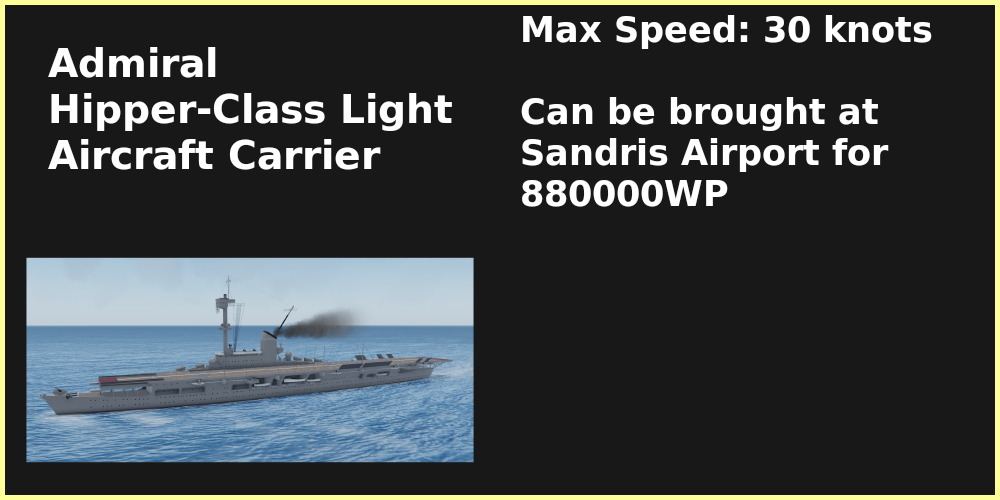 Admiral
Hipper-Class Light
Aircraft Carrier
Max Speed: 30 knots
Can be brought at
Sandris Airport for
880000WP